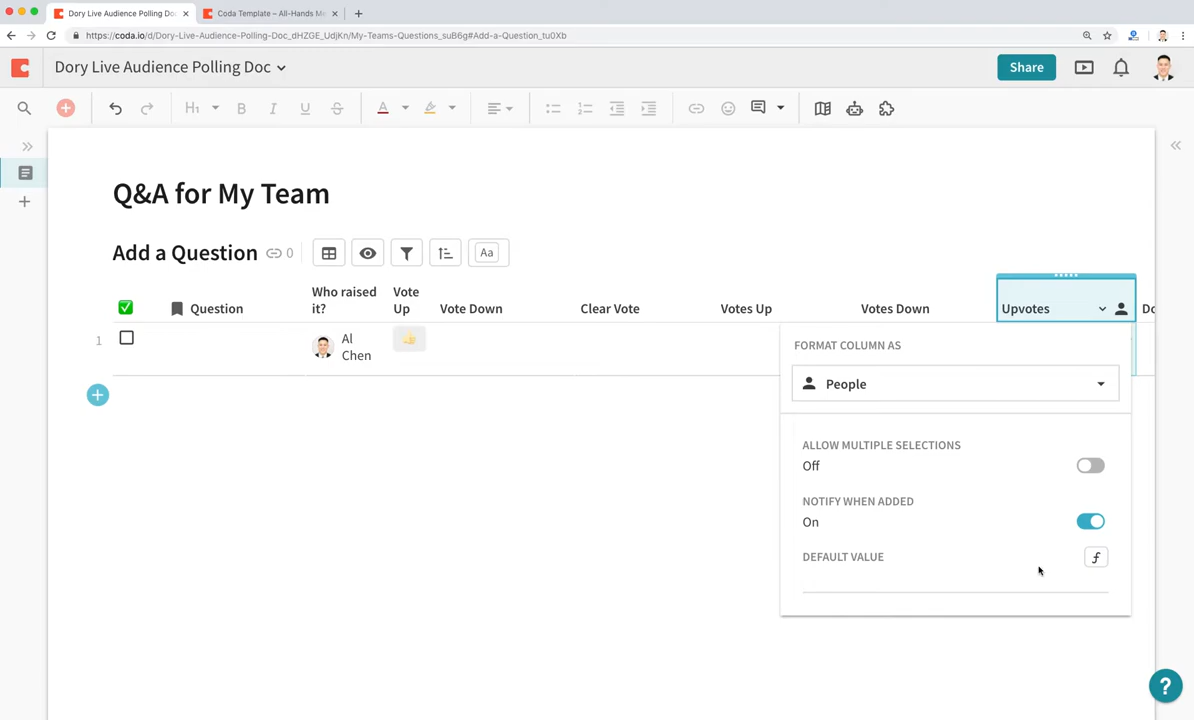 Dory Live Audience Polling Do
Coda Template – All-Hands Me
https://coda.io/d/Dory-Live-Audience-Polling-Doc_dHZGE_UdjKn/My-Teams-Questions_suB6g#Add-a-Question_tu0Xb
Dory Live Audience Polling Doc
Share
H1
B I U S A
Q&A for My Team
Add a Question 0
Aa
Question
Who raised it?
Vote Up
Vote Down
Clear Vote
Votes Up
Votes Down
Upvotes
Do
1
Al Chen
FORMAT COLUMN AS
People
ALLOW MULTIPLE SELECTIONS
Off
NOTIFY WHEN ADDED
On
DEFAULT VALUE
f
?